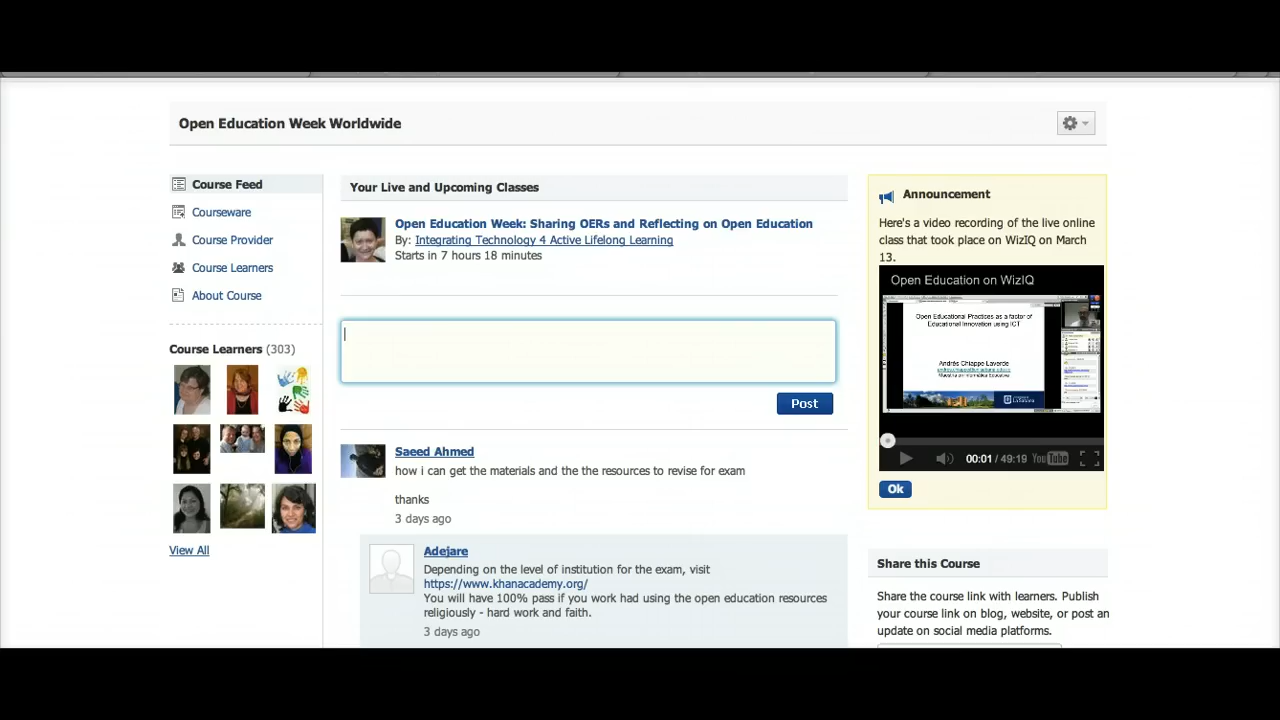 Open Education Week Worldwide
Course Feed
Courseware
Course Provider
Course Learners
About Course
Course Learners (303)
View All
Your Live and Upcoming Classes
Open Education Week: Sharing OERs and Reflecting on Open Education
By: Integrating Technology 4 Active Lifelong Learning
Starts in 7 hours 18 minutes
Post
Saeed Ahmed
how i can get the materials and the the resources to revise for exam
thanks
3 days ago
Adejare
Depending on the level of institution for the exam, visit
https://www.khanacademy.org/
You will have 100% pass if you work had using the open education resources
religiously - hard work and faith.
3 days ago
Announcement
Here's a video recording of the live online
class that took place on WizIQ on March
13.
Open Education on WizIQ
Open Educational Practices as a factor of
Educational Innovation using ICT
Andrés Chiappe Laverde
00:01 / 49:19 YouTube
Ok
Share this Course
Share the course link with learners. Publish
your course link on blog, website, or post an
update on social media platforms.